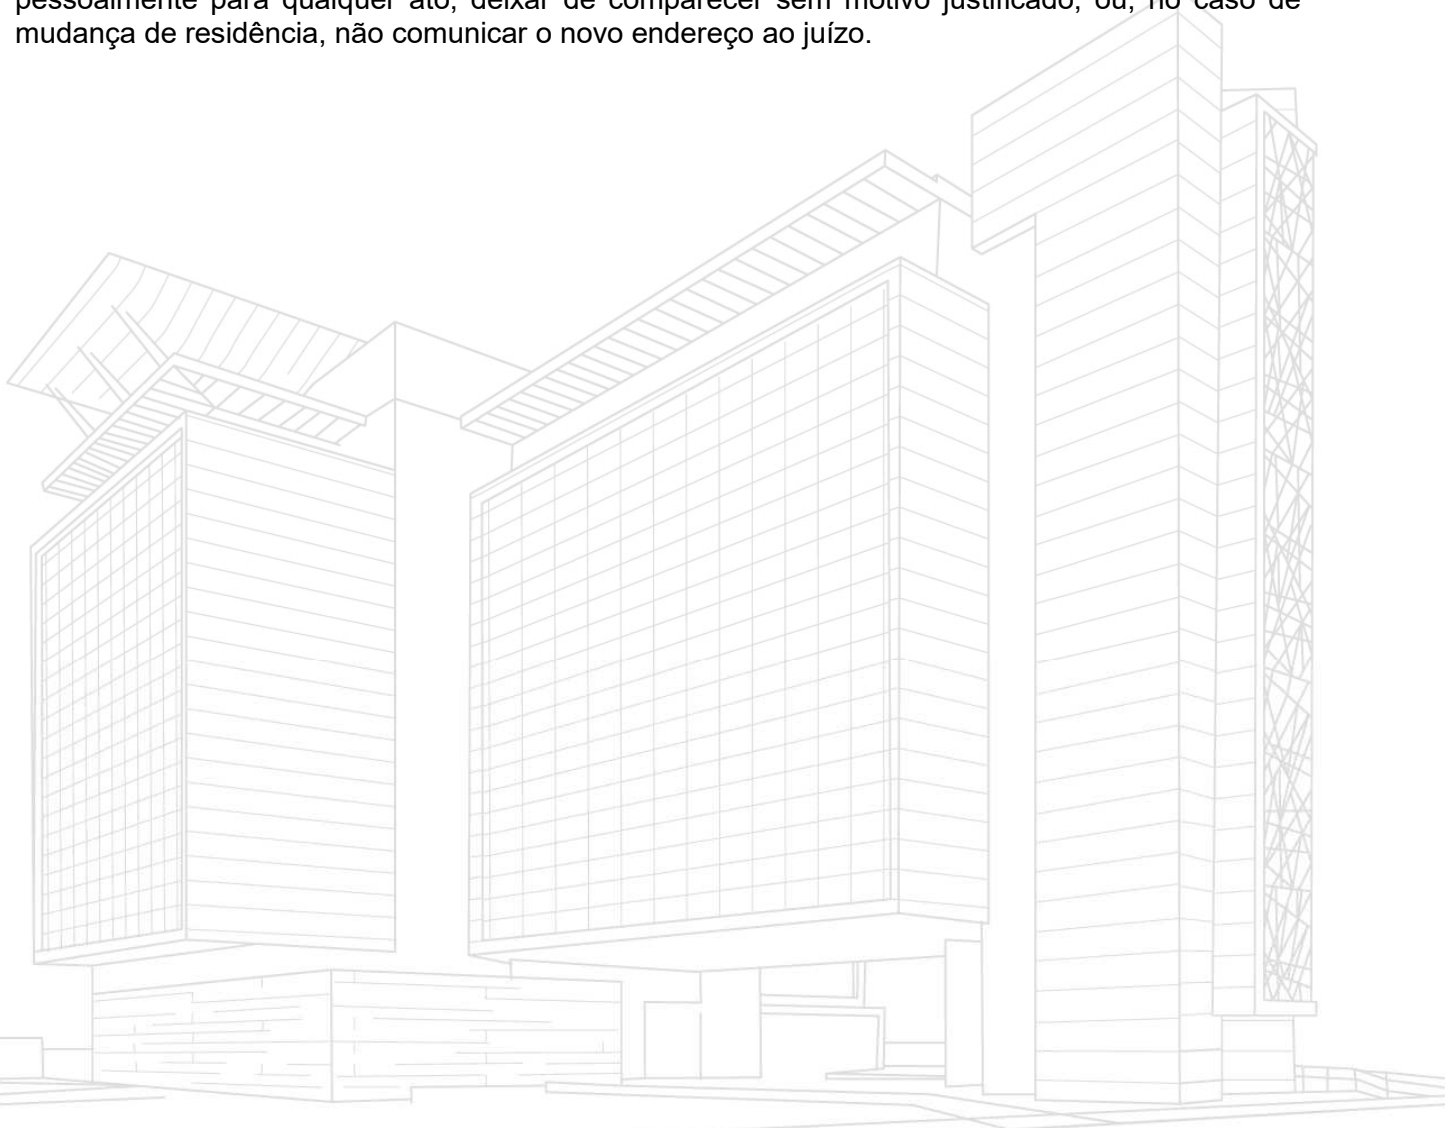 pessoalmente para qualquer ato, deixar de comparecer sem motivo justificado, ou, no caso de
mudança de residência, não comunicar o novo endereço ao juízo.